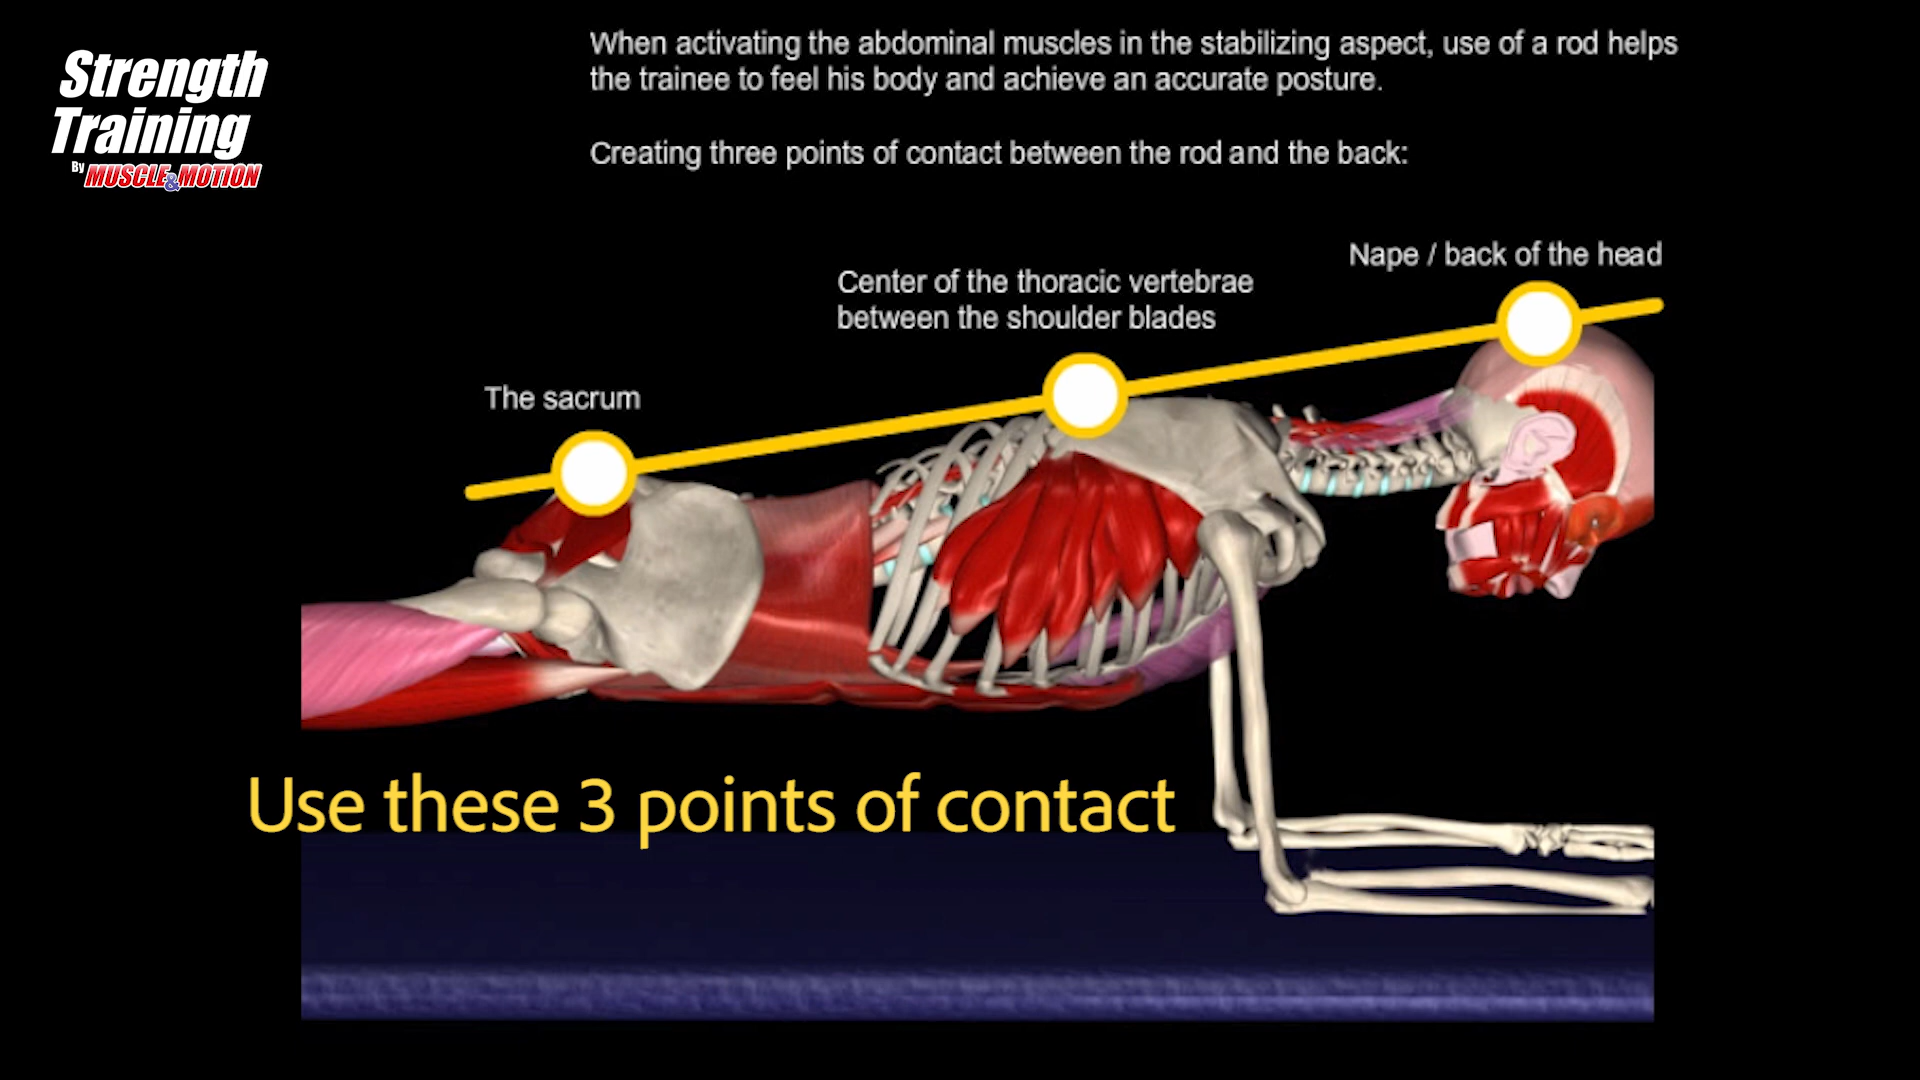 Strength
Training
By MUSCLE&MOTION
When activating the abdominal muscles in the stabilizing aspect, use of a rod helps
the trainee to feel his body and achieve an accurate posture.
Creating three points of contact between the rod and the back:
Nape / back of the head
Center of the thoracic vertebrae
between the shoulder blades
The sacrum
Use these 3 points of contact